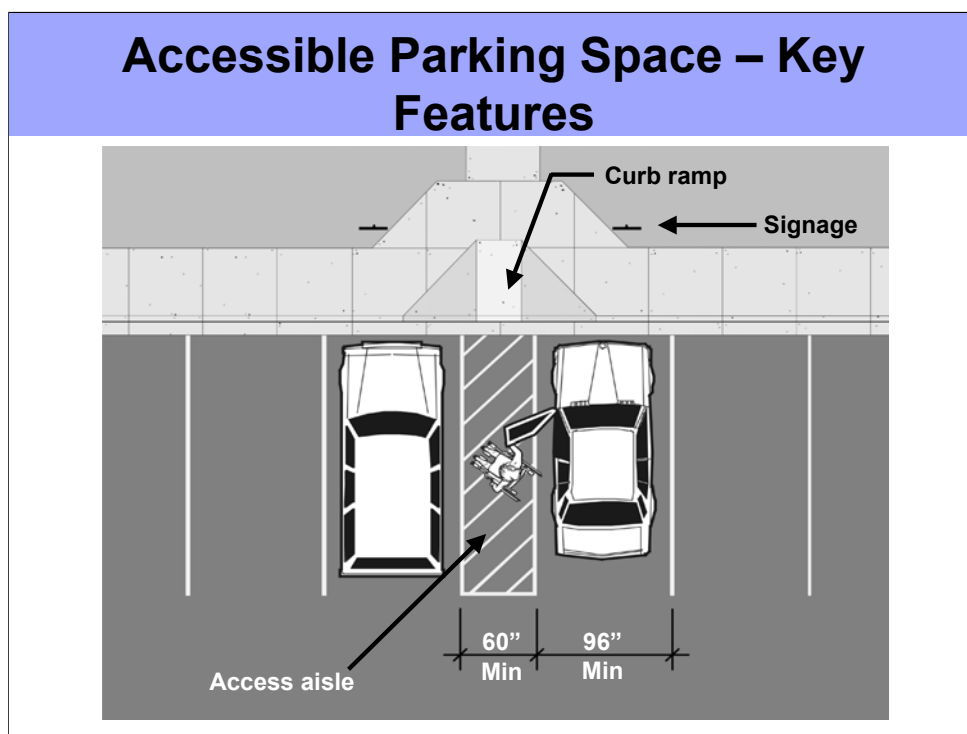 Accessible Parking Space – Key
Features
Curb ramp
Signage
60”
Min
96”
Min
Access aisle